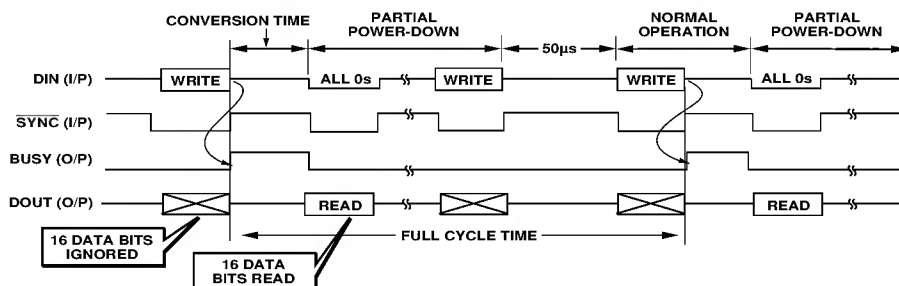 CONVERSION TIME
PARTIAL
POWER-DOWN
50µs
NORMAL
OPERATION
PARTIAL
POWER-DOWN
DIN (I/P)
WRITE
ALL 0s
WRITE
WRITE
ALL 0s
SYNC (I/P)
BUSY (O/P)
DOUT (O/P)
READ
READ
16 DATA BITS
IGNORED
FULL CYCLE TIME
16 DATA
BITS READ